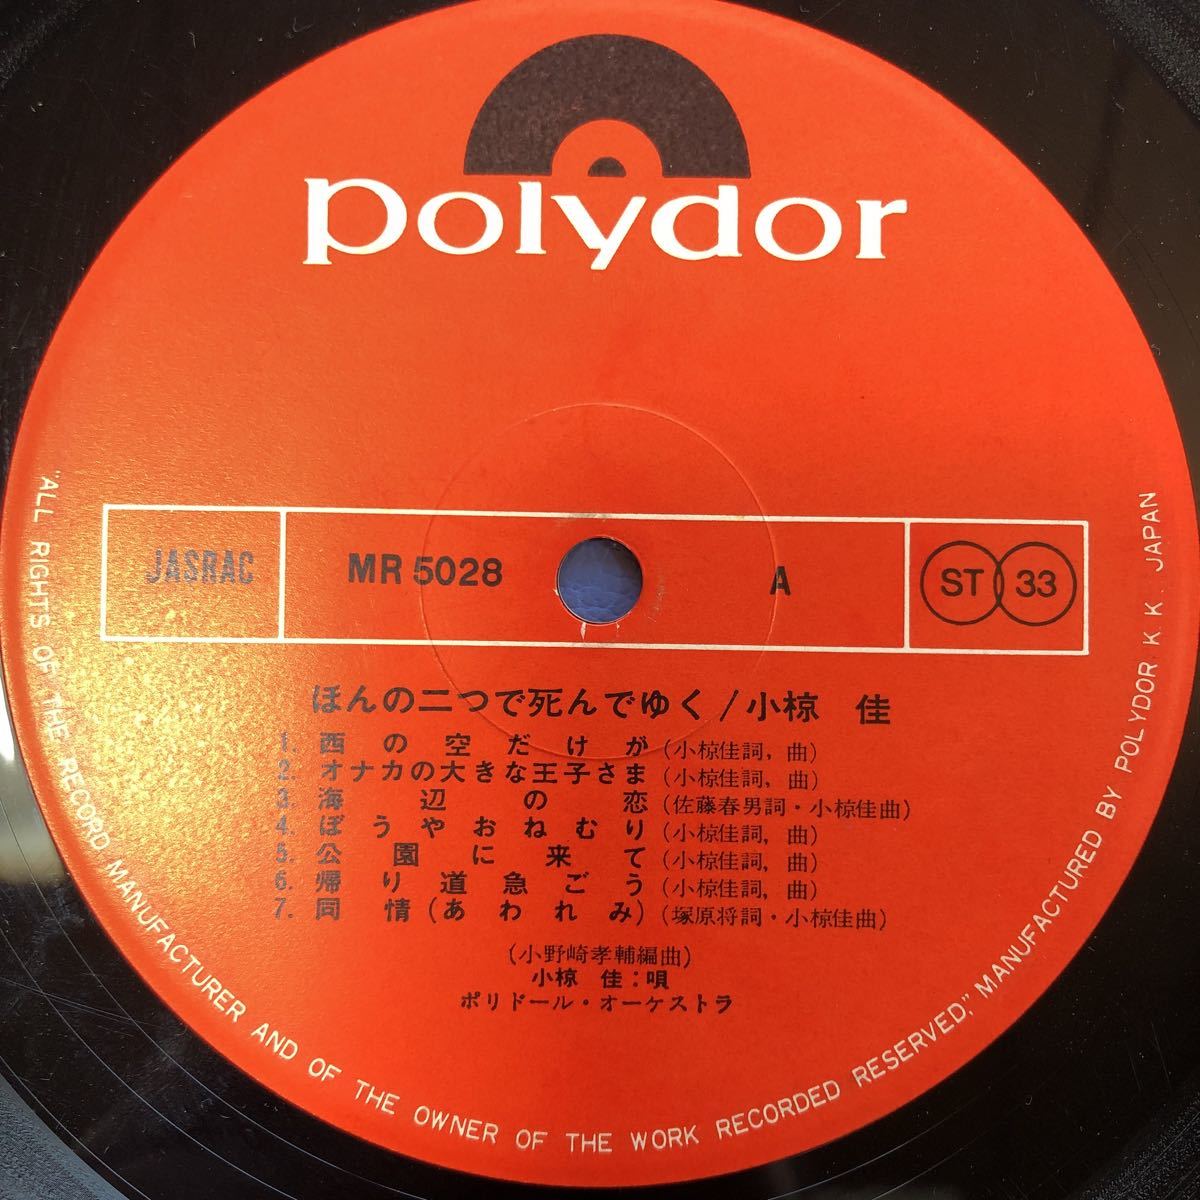 polydor
JASRAC MR 5028 A ST 33
ほんの二つで死んでゆく/小椋 佳
1. 西の空だけが(小椋佳詞,曲)
2. オナカの大きな王子さま(小椋佳詞,曲)
3. 海辺の恋(佐藤春男詞・小椋佳曲)
4. ぼうやおねむり(小椋佳詞,曲)
5. 公園に来て(小椋佳詞,曲)
6. 帰り道急ごう(小椋佳詞,曲)
7. 同情(あわれみ)(塚原将詞・小椋佳曲)
(小野崎孝輔編曲)
小椋 佳:唄
ポリドール・オーケストラ
"ALL RIGHTS OF THE RECORD MANUFACTURER AND OF THE OWNER OF THE WORK RECORDED RESERVED," MANUFACTURED BY POLYDOR K.K. JAPAN